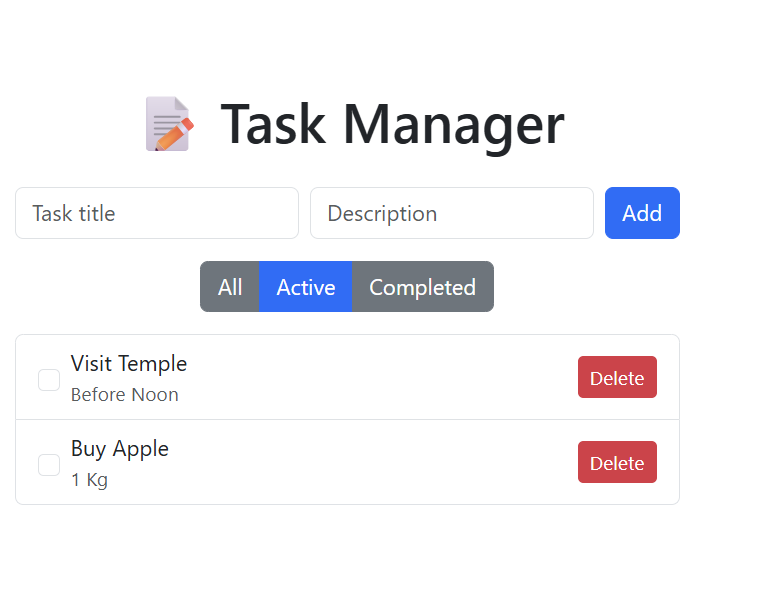 Task Manager
Task title
Description
Add
All
Active
Completed
Visit Temple
Before Noon
Delete
Buy Apple
1 Kg
Delete